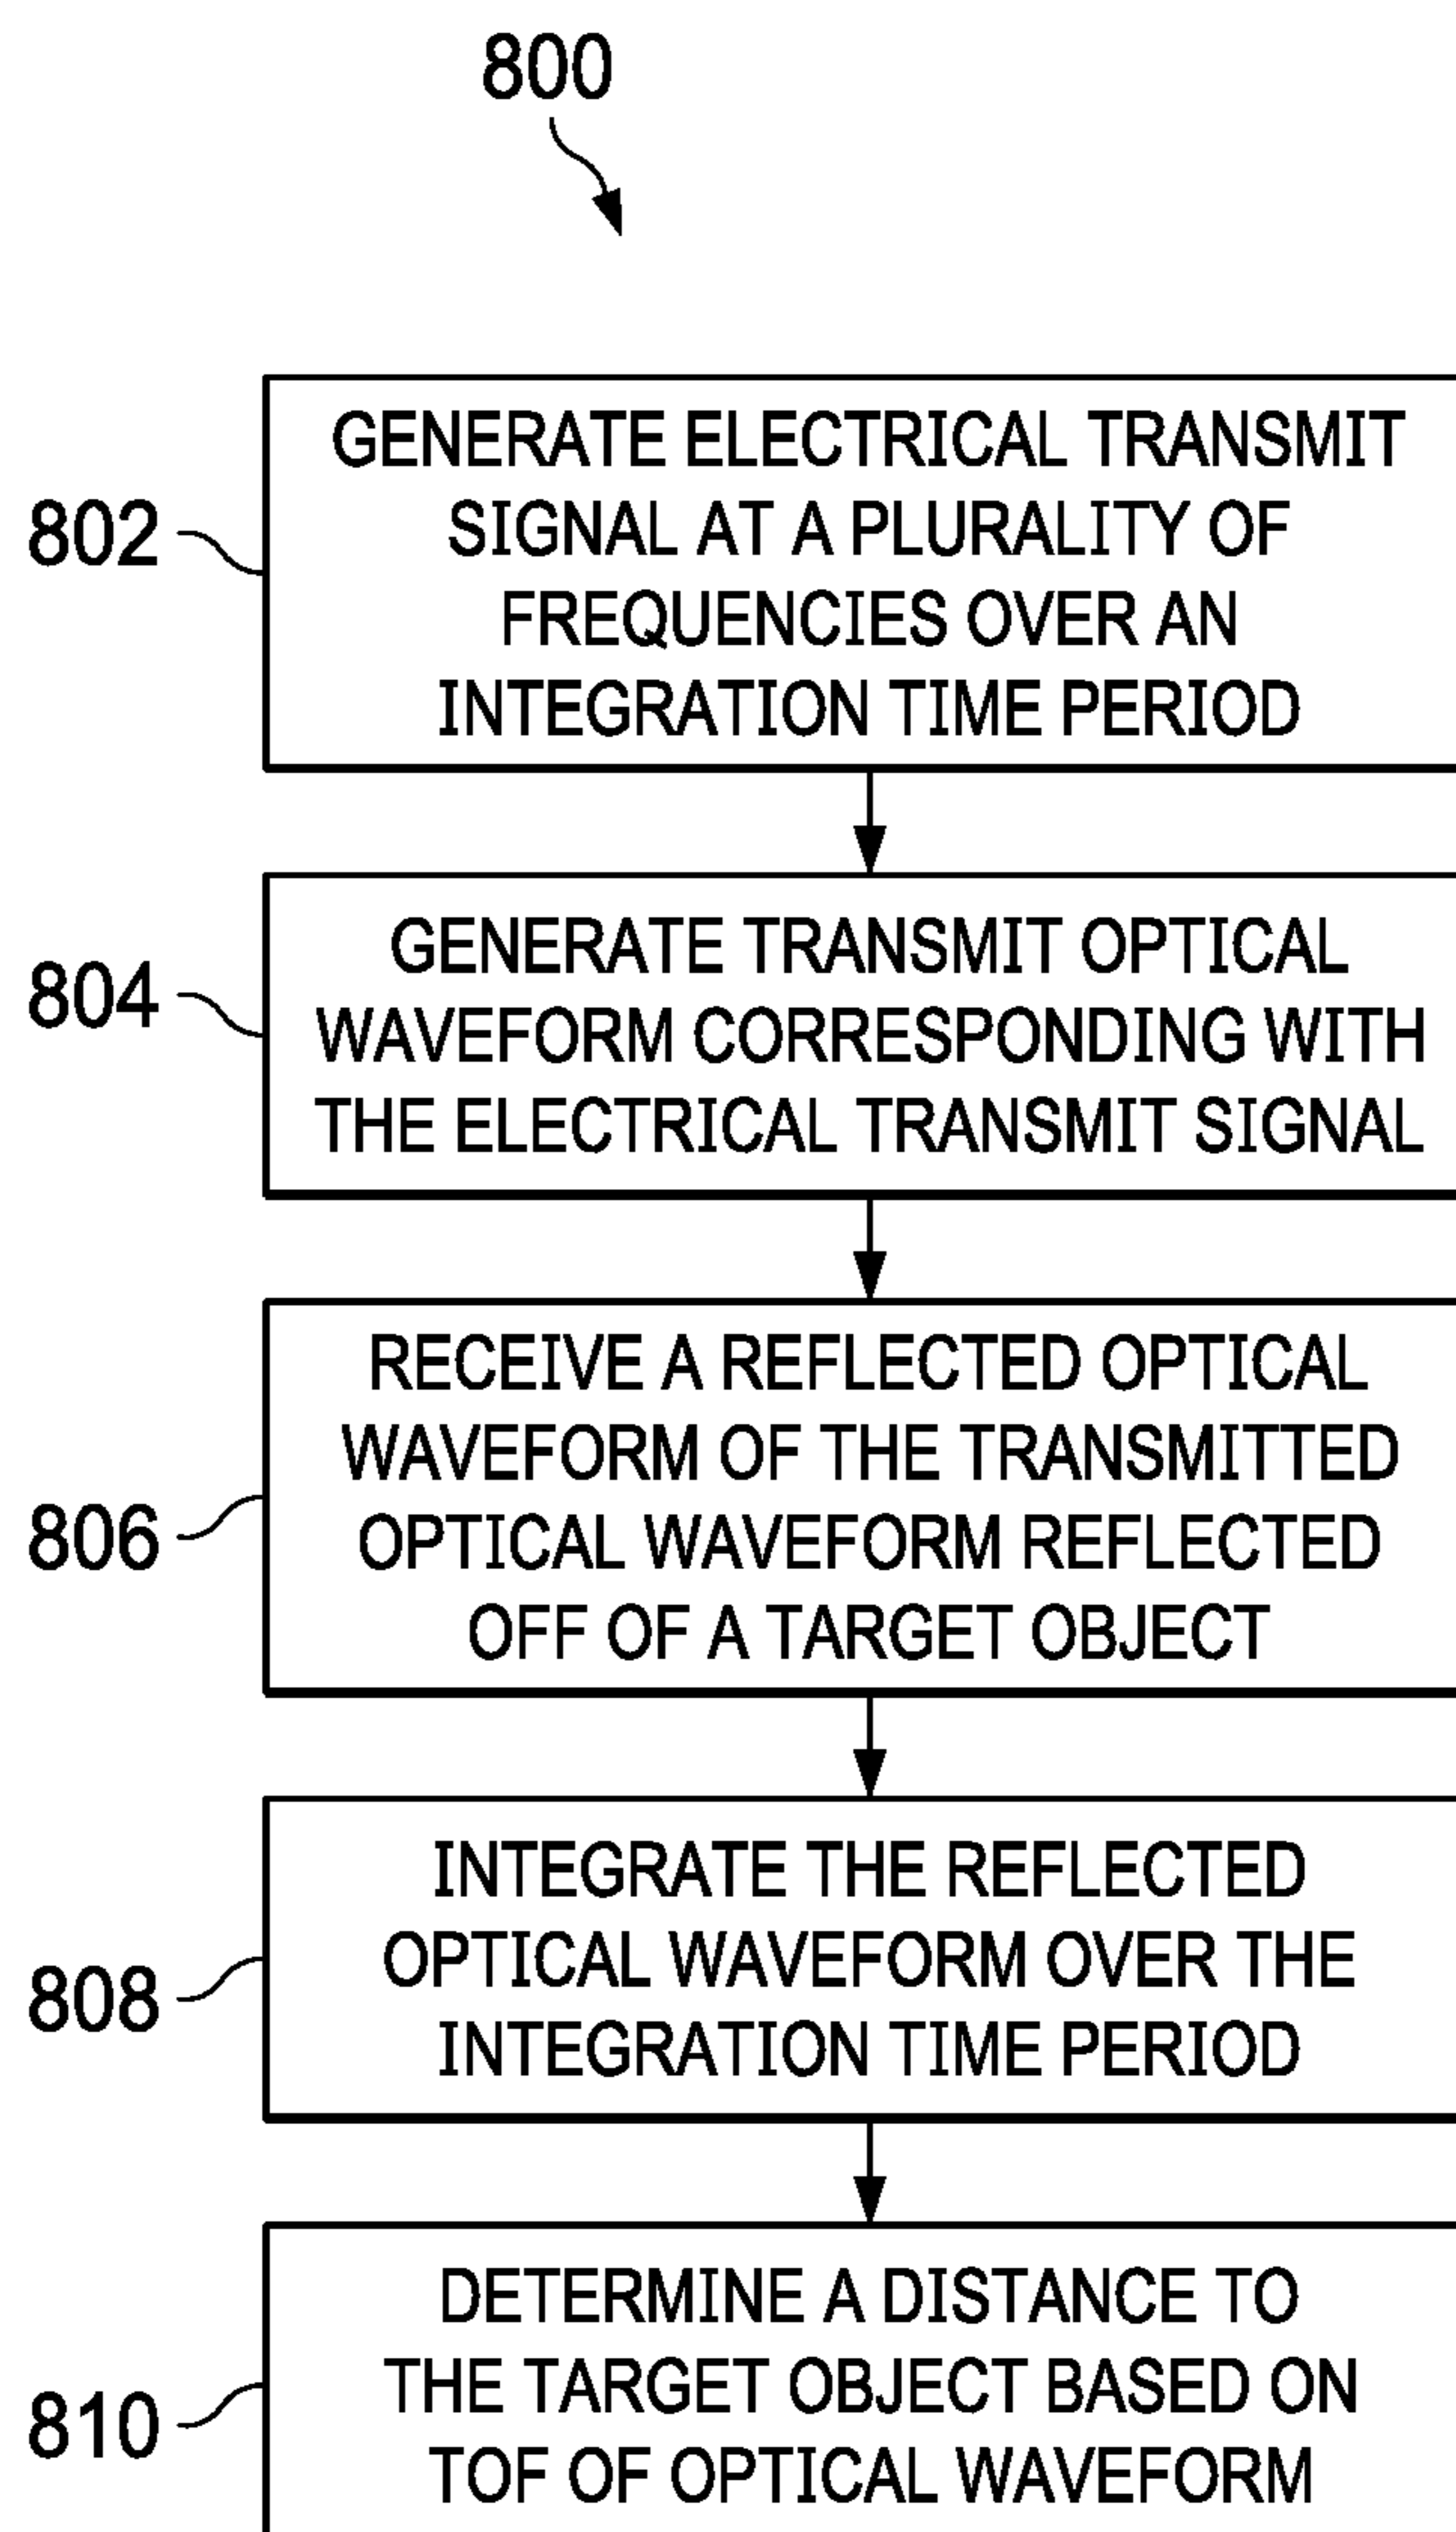 800
802
GENERATE ELECTRICAL TRANSMIT
SIGNAL AT A PLURALITY OF
FREQUENCIES OVER AN
INTEGRATION TIME PERIOD
804
GENERATE TRANSMIT OPTICAL
WAVEFORM CORRESPONDING WITH
THE ELECTRICAL TRANSMIT SIGNAL
806
RECEIVE A REFLECTED OPTICAL
WAVEFORM OF THE TRANSMITTED
OPTICAL WAVEFORM REFLECTED
OFF OF A TARGET OBJECT
808
INTEGRATE THE REFLECTED
OPTICAL WAVEFORM OVER THE
INTEGRATION TIME PERIOD
810
DETERMINE A DISTANCE TO
THE TARGET OBJECT BASED ON
TOF OF OPTICAL WAVEFORM